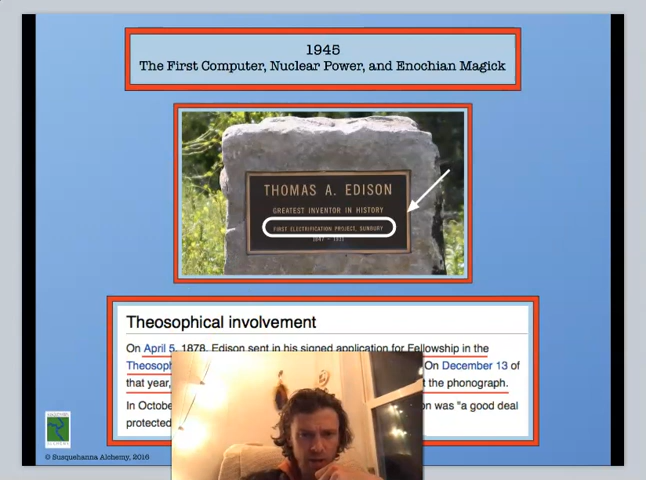 1945
The First Computer, Nuclear Power, and Enochian Magick
THOMAS A. EDISON
GREATEST INVENTOR IN HISTORY
FIRST ELECTRIFICATION PROJECT, SUNBURY
1847 - 1931
Theosophical involvement
On April 5, 1878, Edison sent in his signed application for Fellowship in the
Theosoph On December 13 of
that year, t the phonograph.
In Octobe on was "a good deal
protected
© Susquehanna Alchemy, 2016